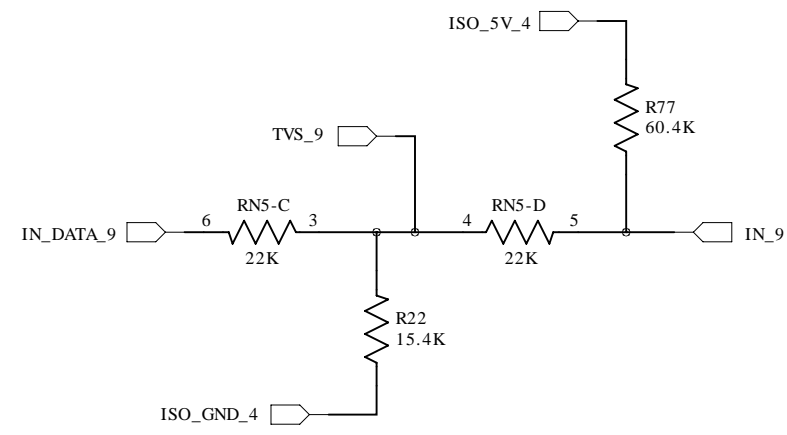 ISO_5V_4
R77
60.4K
TVS_9
RN5-C
RN5-D
6
3
4
5
IN_DATA_9
IN_9
22K
22K
R22
15.4K
ISO_GND_4